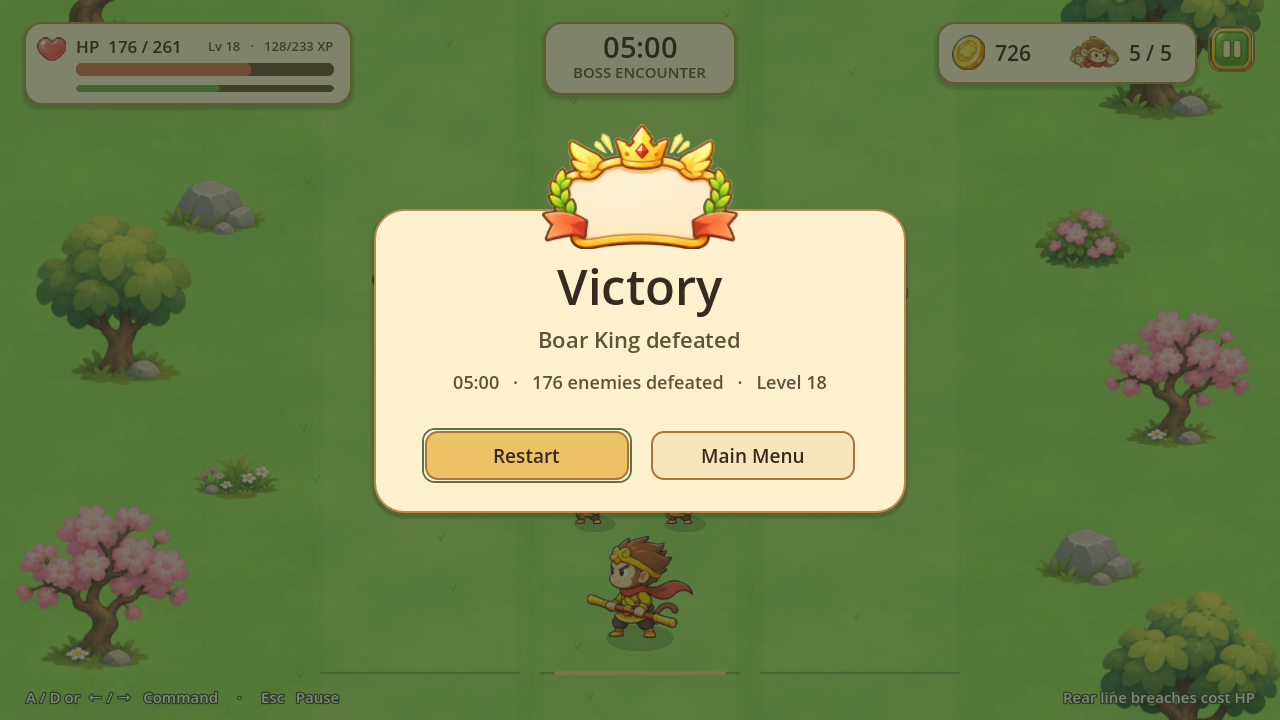 HP 176 / 261 Lv 18 · 128/233 XP
05:00
BOSS ENCOUNTER
726 5 / 5
Victory
Boar King defeated
05:00 · 176 enemies defeated · Level 18
Restart Main Menu
A / D or ← / → Command · Esc Pause
Rear line breaches cost HP